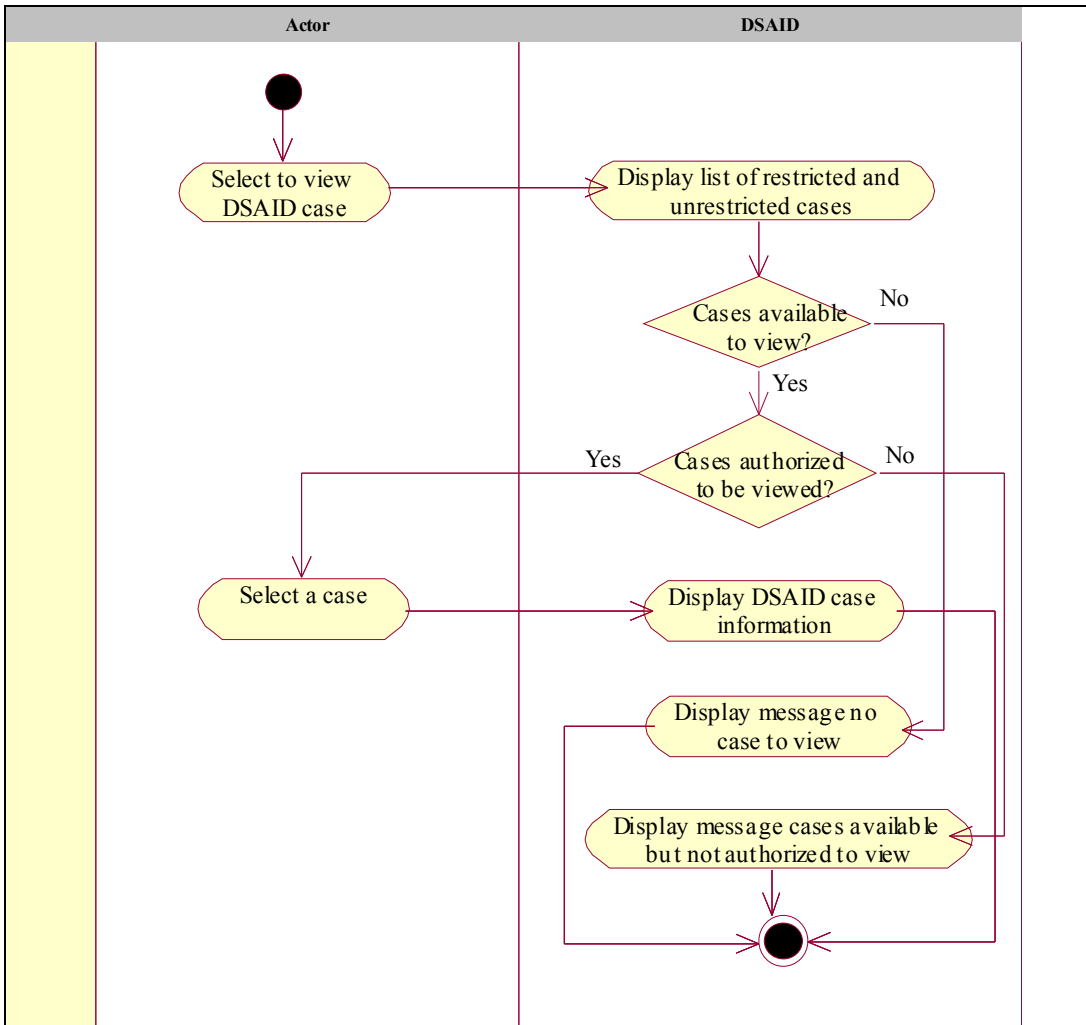 Actor
DSAID
Select to view
DSAID case
Display list of restricted and
unrestricted cases
Cases available
to view?
No
Yes
Cases authorized
to be viewed?
Yes
No
Select a case
Display DSAID case
information
Display message no
case to view
Display message cases available
but not authorized to view